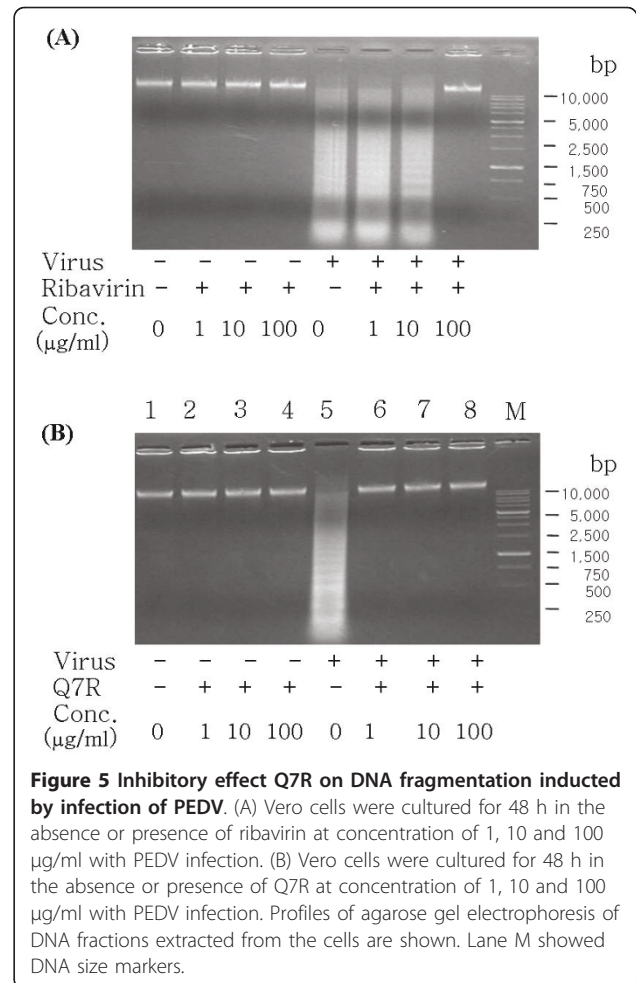 (A)
bp
10,000
5,000
2,500
1,500
750
500
250
Virus – – – – + + + +
Ribavirin – + + + – + + +
Conc. (μg/ml) 0 1 10 100 0 1 10 100
1 2 3 4 5 6 7 8 M
(B)
bp
10,000
5,000
2,500
1,500
750
500
250
Virus – – – – + + + +
Q7R – + + + – + + +
Conc. (μg/ml) 0 1 10 100 0 1 10 100
Figure 5 Inhibitory effect Q7R on DNA fragmentation inducted
by infection of PEDV. (A) Vero cells were cultured for 48 h in the
absence or presence of ribavirin at concentration of 1, 10 and 100
μg/ml with PEDV infection. (B) Vero cells were cultured for 48 h in
the absence or presence of Q7R at concentration of 1, 10 and 100
μg/ml with PEDV infection. Profiles of agarose gel electrophoresis of
DNA fractions extracted from the cells are shown. Lane M showed
DNA size markers.